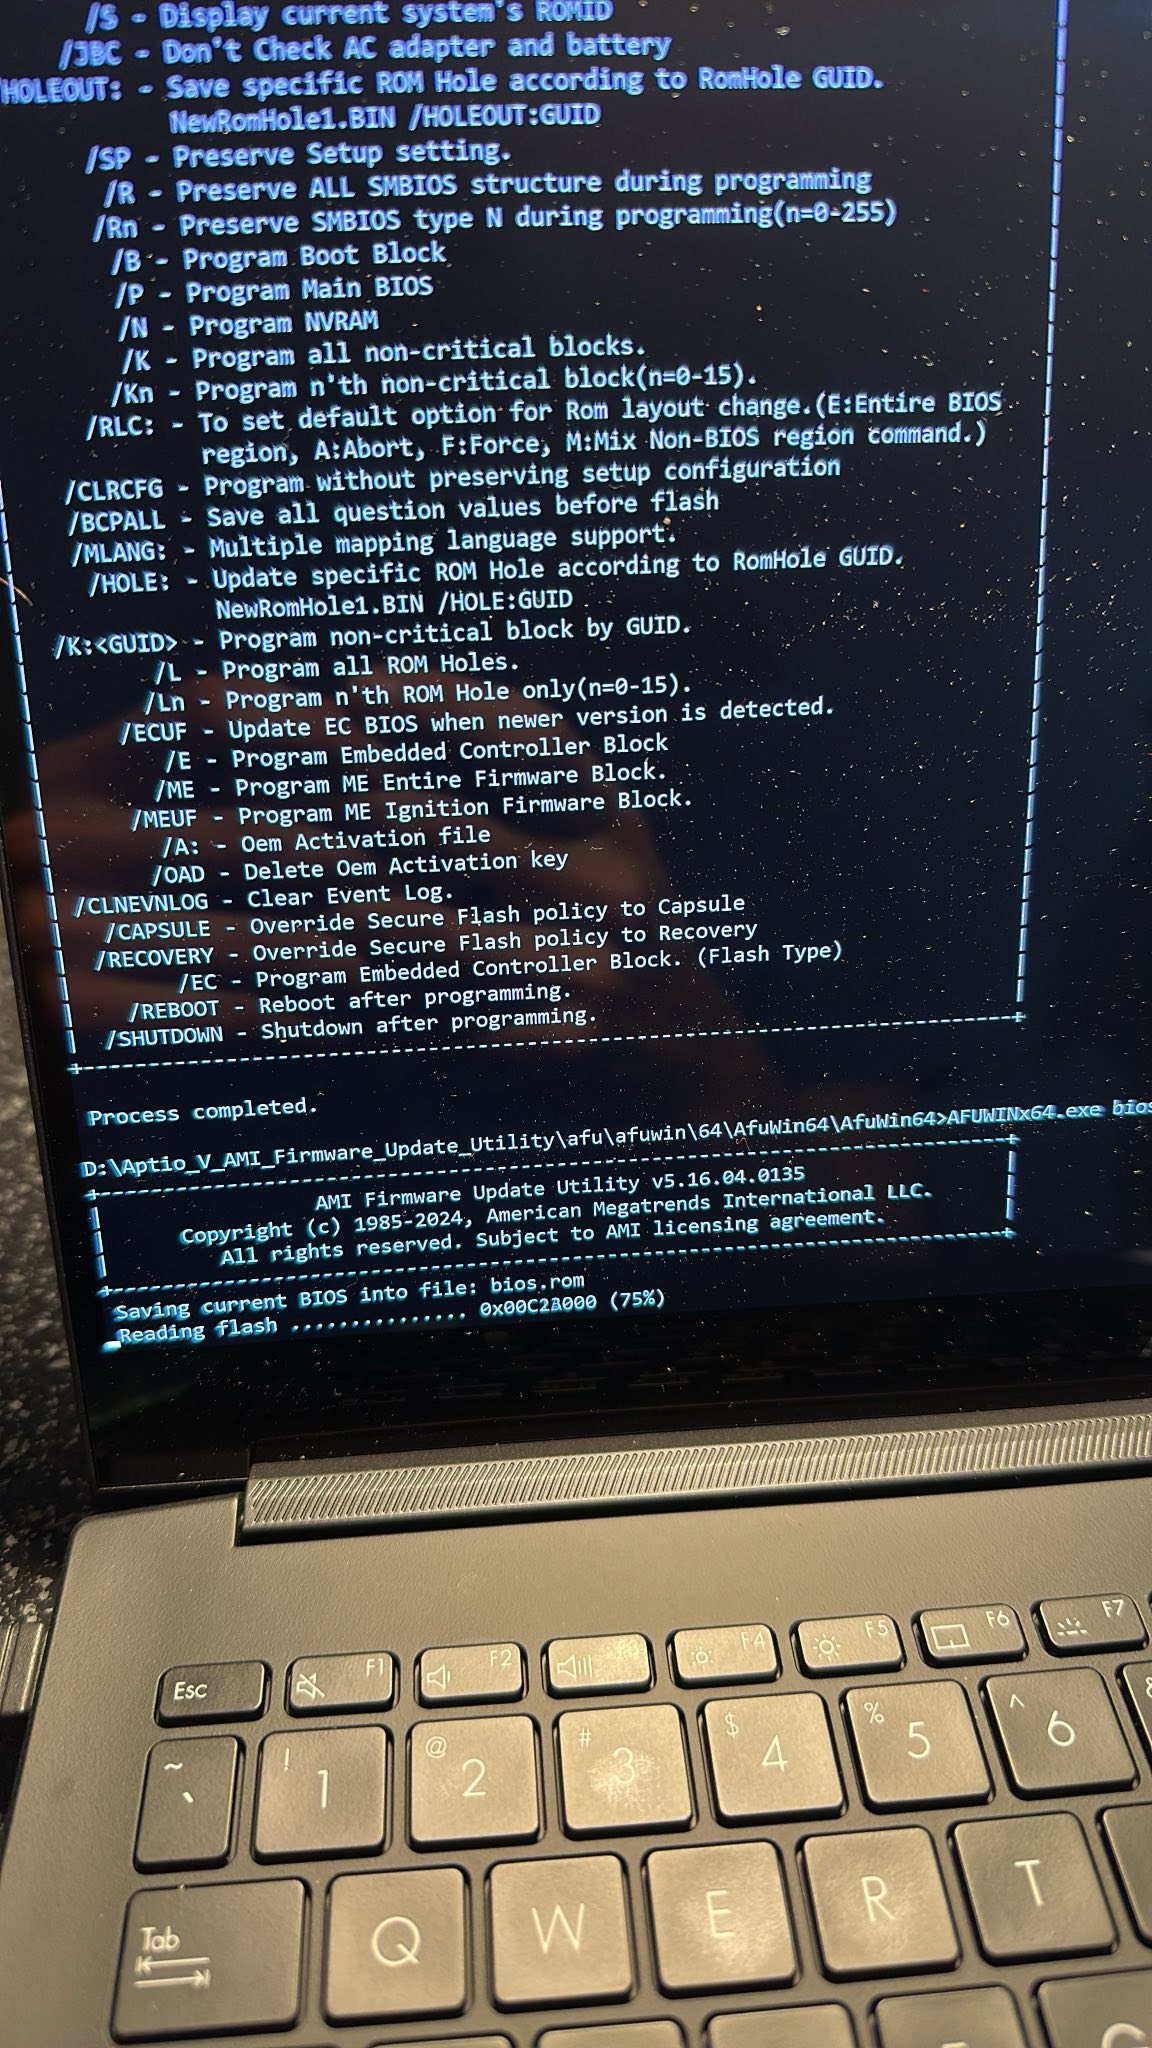 /S - Display current system's ROMID
/JBC - Don't Check AC adapter and battery
/HOLEOUT: - Save specific ROM Hole according to RomHole GUID.
NewRomHole1.BIN /HOLEOUT:GUID
/SP - Preserve Setup setting.
/R - Preserve ALL SMBIOS structure during programming
/Rn - Preserve SMBIOS type N during programming(n=0-255)
/B - Program Boot Block
/P - Program Main BIOS
/N - Program NVRAM
/K - Program all non-critical blocks.
/Kn - Program n'th non-critical block(n=0-15).
/RLC: - To set default option for Rom layout change.(E:Entire BIOS
region, A:Abort, F:Force, M:Mix Non-BIOS region command.)
/CLRCFG - Program without preserving setup configuration
/BCPALL - Save all question values before flash
/MLANG: - Multiple mapping language support.
/HOLE: - Update specific ROM Hole according to RomHole GUID.
NewRomHole1.BIN /HOLE:GUID
/K:<GUID> - Program non-critical block by GUID.
/L - Program all ROM Holes.
/Ln - Program n'th ROM Hole only(n=0-15).
/ECUF - Update EC BIOS when newer version is detected.
/E - Program Embedded Controller Block
/ME - Program ME Entire Firmware Block.
/MEUF - Program ME Ignition Firmware Block.
/A: - Oem Activation file
/OAD - Delete Oem Activation key
/CLNEVNLOG - Clear Event Log.
/CAPSULE - Override Secure Flash policy to Capsule
/RECOVERY - Override Secure Flash policy to Recovery
/EC - Program Embedded Controller Block. (Flash Type)
/REBOOT - Reboot after programming.
/SHUTDOWN - Shutdown after programming.
Process completed.
D:\Aptio_V_AMI_Firmware_Update_Utility\afu\afuwin\64\AfuWin64\AfuWin64>AFUWINx64.exe bios
AMI Firmware Update Utility v5.16.04.0135
Copyright (c) 1985-2024, American Megatrends International LLC.
All rights reserved. Subject to AMI licensing agreement.
Saving current BIOS into file: bios.rom
Reading flash ............... 0x00C2B000 (75%)
Esc F1 F2 F4 F5 F6 F7
~ ` ! 1 @ 2 # 3 $ 4 % 5 ^ 6
Tab Q W E R T